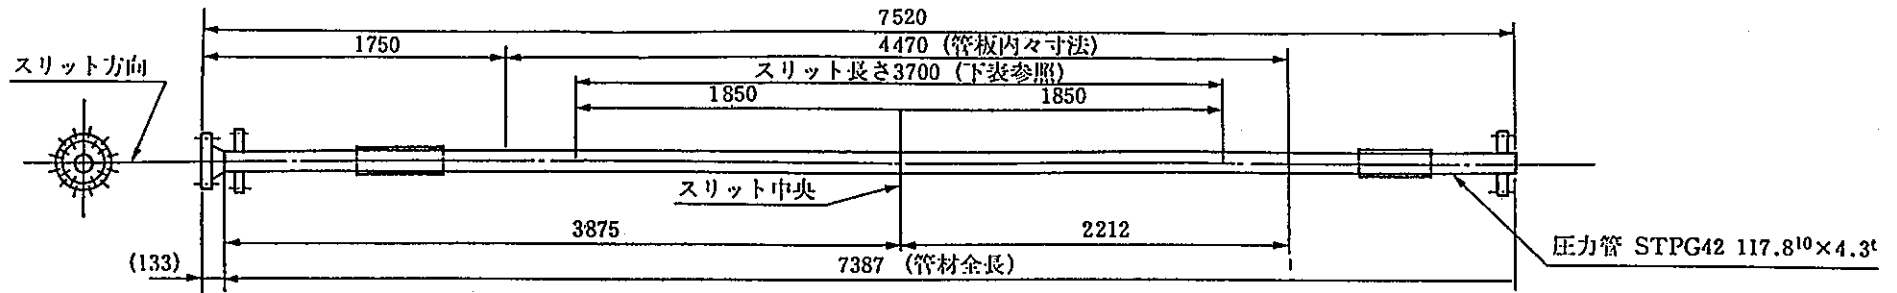 7520
1750
4470 (管板内々寸法)
スリット方向
スリット長さ3700 (下表参照)
1850
1850
スリット中央
3875
2212
圧力管 STPG42 117.8¹⁰×4.3ᵗ
(133)
7387 (管材全長)